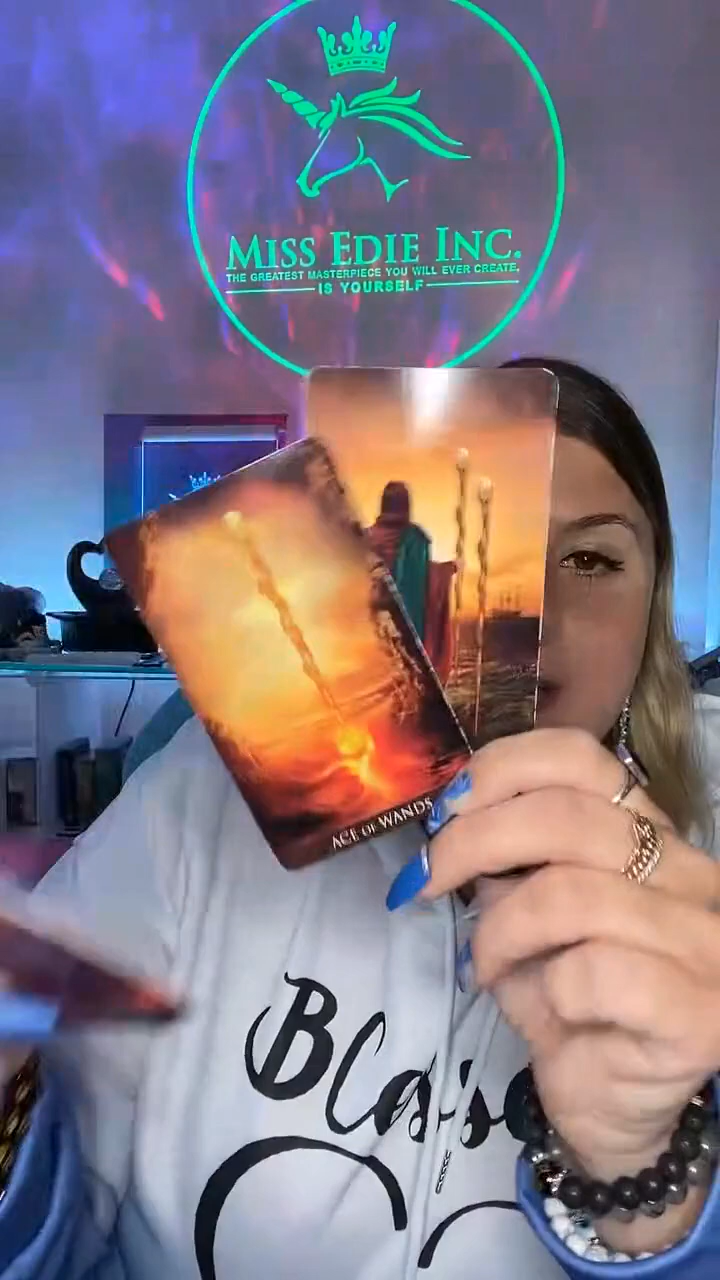 MISS EDIE INC.
THE GREATEST MASTERPIECE YOU WILL EVER CREATE,
IS YOURSELF
ACE OF WANDS